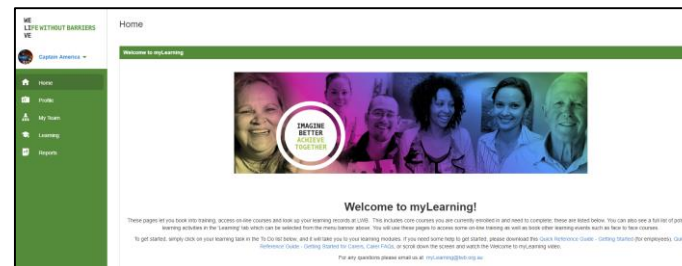 WE
LIFE WITHOUT BARRIERS
WE
Home
Captain America
Welcome to myLearning
Home
Profile
My Team
Learning
Reports
IMAGINE
BETTER
ACHIEVE
TOGETHER
Welcome to myLearning!
These pages let you book into training, access on-line courses and look up your learning records at LWB. This includes core courses you are currently enrolled in and need to complete; these are listed below. You can also see a full list of
learning activities in the 'Learning' tab which can be selected from the menu banner above. You will use these pages to access some on-line training as well as book other learning events such as face to face courses.
To get started, simply click on your learning task in the To Do list below, and it will take you to your learning modules. If you need some help to get started, please download this Quick Reference Guide - Getting Started (for employees),
Reference Guide - Getting Started for Carers, Carer FAQs, or scroll down the screen and watch the Welcome to myLearning video.
For any questions please email us at: myLearning@lwb.org.au